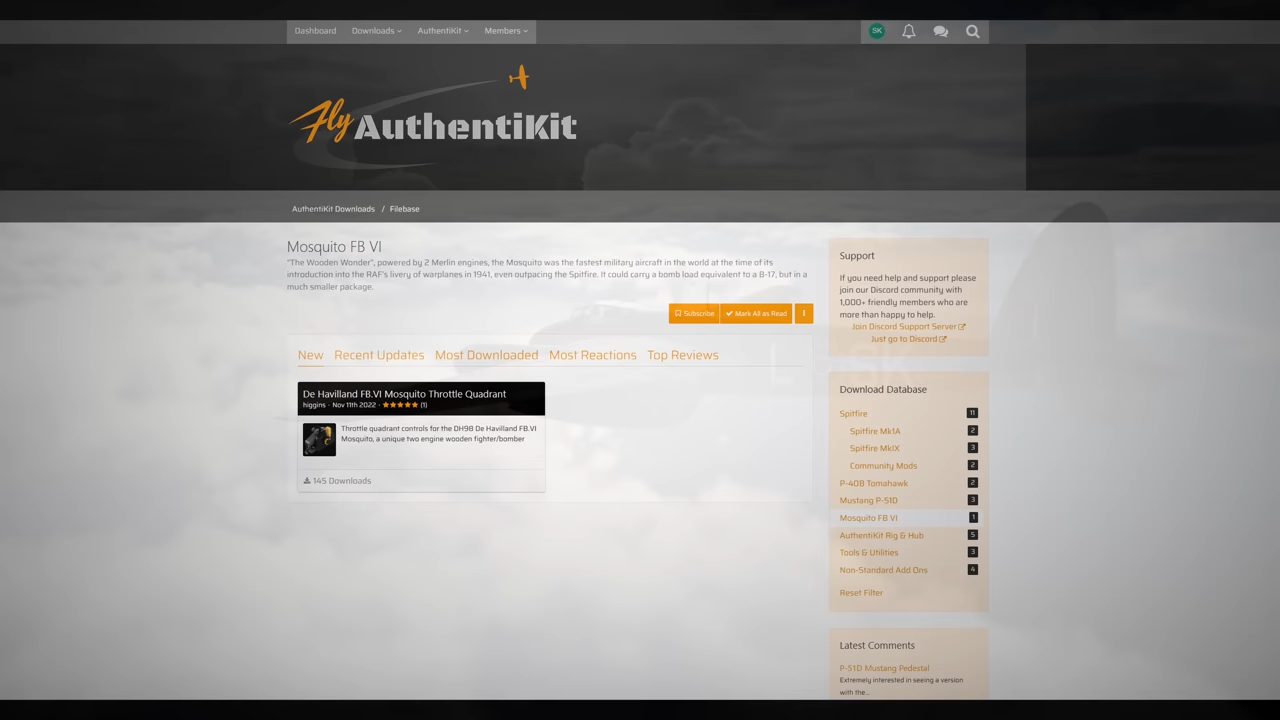 Dashboard Downloads AuthentiKit Members
SK
Fly AuthentiKit
AuthentiKit Downloads / Filebase
Mosquito FB VI
"The Wooden Wonder", powered by 2 Merlin engines, the Mosquito was the fastest military aircraft in the world at the time of its
introduction into the RAF's livery of warplanes in 1941, even outpacing the Spitfire. It could carry a bomb load equivalent to a B-17, but in a
much smaller package.
Subscribe Mark All as Read
New Recent Updates Most Downloaded Most Reactions Top Reviews
De Havilland FB.VI Mosquito Throttle Quadrant
higgins · Nov 11th 2022 · ★★★★★ (1)
Throttle quadrant controls for the DH98 De Havilland FB.VI
Mosquito, a unique two engine wooden fighter/bomber
145 Downloads
Support
If you need help and support please
join our Discord community with
1,000+ friendly members who are
more than happy to help.
Join Discord Support Server
Just go to Discord
Download Database
Spitfire 11
Spitfire Mk1A 2
Spitfire MkIX 3
Community Mods 2
P-40B Tomahawk 2
Mustang P-51D 3
Mosquito FB VI 1
AuthentiKit Rig & Hub 5
Tools & Utilities 3
Non-Standard Add Ons 4
Reset Filter
Latest Comments
P-51D Mustang Pedestal
Extremely interested in seeing a version
with the...